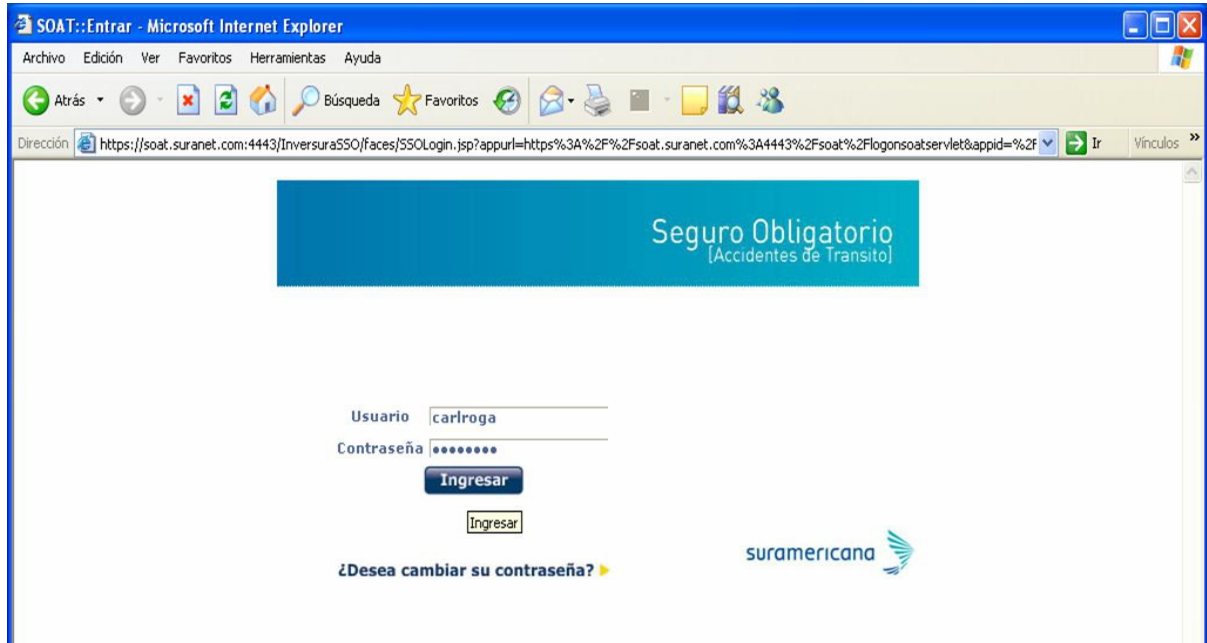 SOAT::Entrar - Microsoft Internet Explorer
Archivo Edición Ver Favoritos Herramientas Ayuda
Atrás Búsqueda Favoritos
Dirección https://soat.suranet.com:4443/InversuraSSO/faces/SSOLogin.jsp?appurl=https%3A%2F%2Fsoat.suranet.com%3A4443%2Fsoat%2Flogonsoatservlet&appid=%2F Ir Vínculos »
Seguro Obligatorio
[Accidentes de Transito]
Usuario carlroga
Contraseña ••••••••
Ingresar
Ingresar
suramericana
¿Desea cambiar su contraseña?